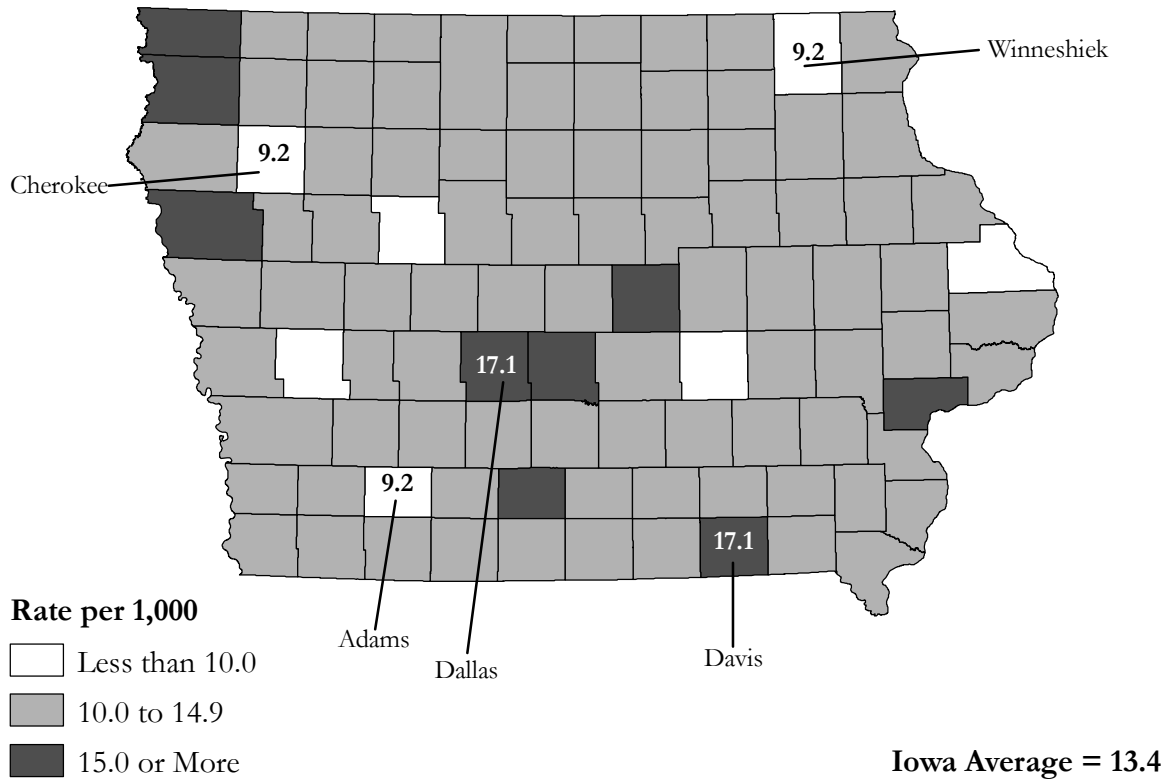 9.2
Winneshiek
9.2
Cherokee
17.1
9.2
17.1
Adams
Dallas
Davis
Rate per 1,000
Less than 10.0
10.0 to 14.9
15.0 or More
Iowa Average = 13.4